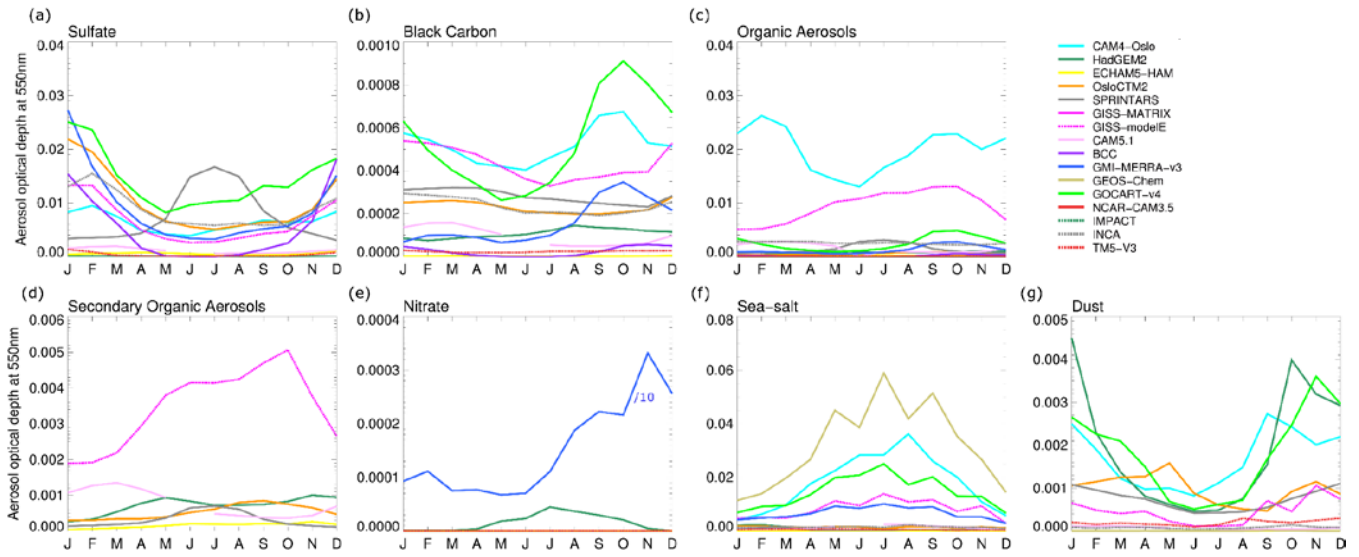 (a) Sulfate
(b) Black Carbon
(c) Organic Aerosols
Aerosol optical depth at 550nm
0.04
0.03
0.02
0.01
0.00
J F M A M J J A S O N D
0.0010
0.0008
0.0006
0.0004
0.0002
0.0000
J F M A M J J A S O N D
0.04
0.03
0.02
0.01
0.00
J F M A M J J A S O N D
CAM4-Oslo
HadGEM2
ECHAM5-HAM
OsloCTM2
SPRINTARS
GISS-MATRIX
GISS-modelE
CAM5.1
BCC
GMI-MERRA-v3
GEOS-Chem
GOCART-v4
NCAR-CAM3.5
IMPACT
INCA
TM5-V3
(d) Secondary Organic Aerosols
(e) Nitrate
(f) Sea-salt
(g) Dust
Aerosol optical depth at 550nm
0.006
0.005
0.004
0.003
0.002
0.001
0.000
J F M A M J J A S O N D
0.0004
0.0003
0.0002
0.0001
0.0000
/10
J F M A M J J A S O N D
0.08
0.06
0.04
0.02
0.00
J F M A M J J A S O N D
0.005
0.004
0.003
0.002
0.001
0.000
J F M A M J J A S O N D